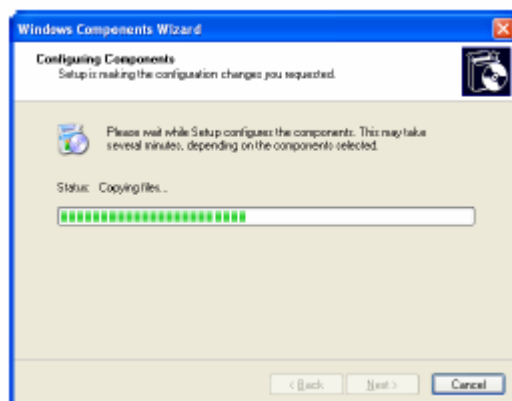 Windows Components Wizard
Configuring Components
Setup is making the configuration changes you requested.
Please wait while Setup configures the components. This may take
several minutes, depending on the components selected.
Status: Copying files...
< Back
Next >
Cancel